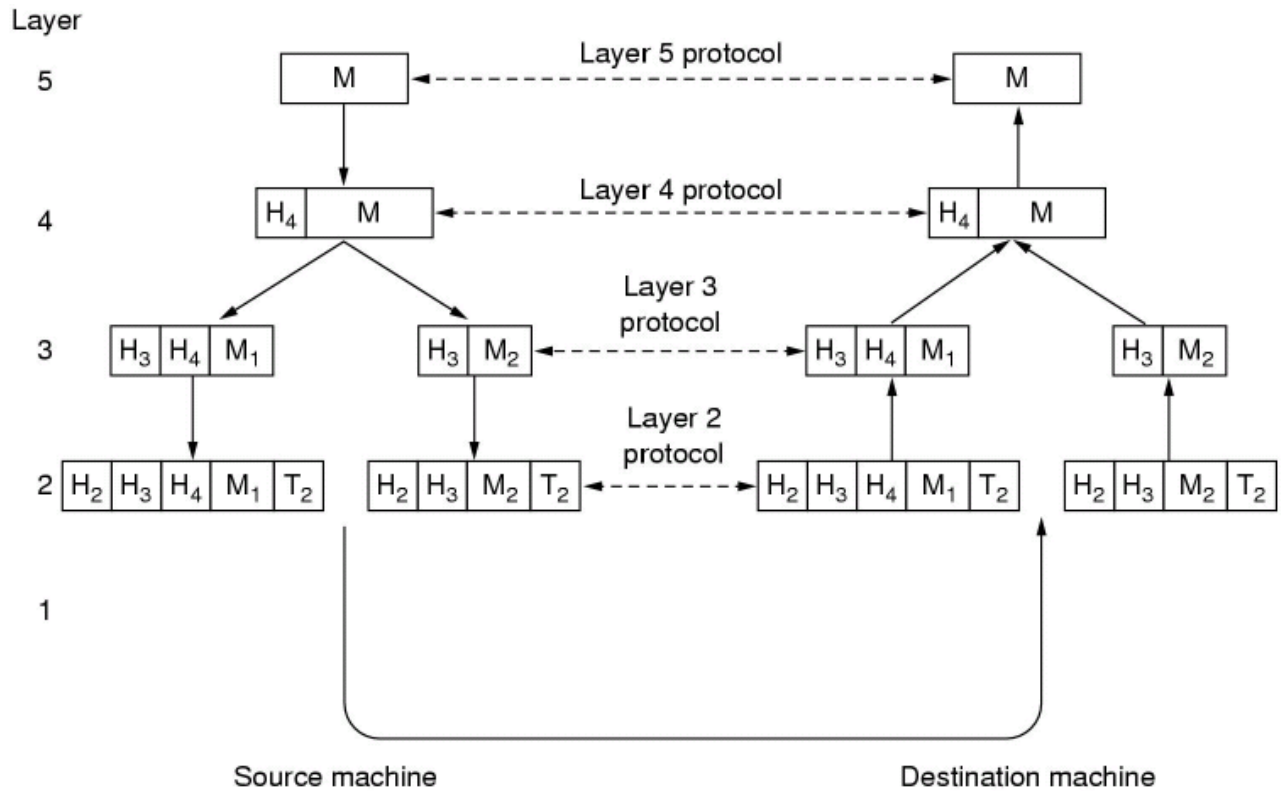 Layer
5 M Layer 5 protocol M
4 H₄ M Layer 4 protocol H₄ M
Layer 3
protocol
3 H₃ H₄ M₁ H₃ M₂ H₃ H₄ M₁ H₃ M₂
Layer 2
protocol
2 H₂ H₃ H₄ M₁ T₂ H₂ H₃ M₂ T₂ H₂ H₃ H₄ M₁ T₂ H₂ H₃ M₂ T₂
1
Source machine Destination machine